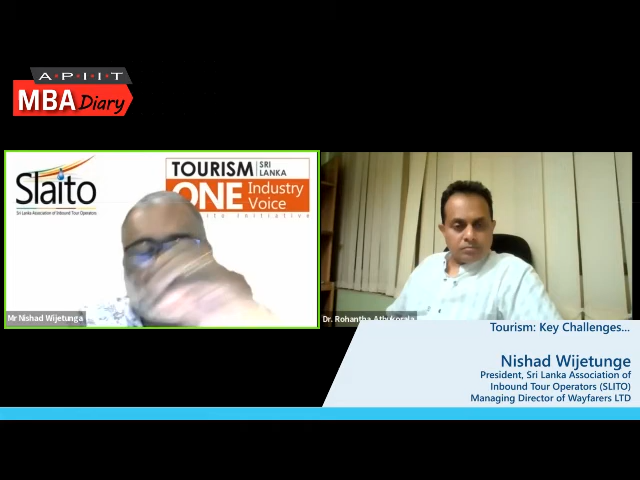 APIIT
MBA Diary
Slaito
Sri Lanka Association of Inbound Tour Operators
TOURISM SRI LANKA
ONE Industry Voice
Initiative
Mr Nishad Wijetunga
Dr. Rohantha Athukorala
Tourism: Key Challenges...
Nishad Wijetunge
President, Sri Lanka Association of
Inbound Tour Operators (SLITO)
Managing Director of Wayfarers LTD